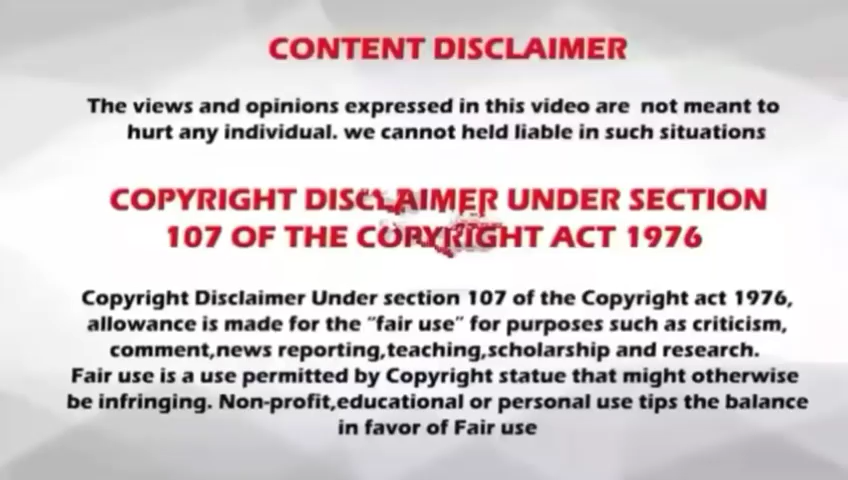 CONTENT DISCLAIMER
The views and opinions expressed in this video are not meant to
hurt any individual. we cannot held liable in such situations
COPYRIGHT DISCLAIMER UNDER SECTION
107 OF THE COPYRIGHT ACT 1976
Copyright Disclaimer Under section 107 of the Copyright act 1976,
allowance is made for the "fair use" for purposes such as criticism,
comment,news reporting,teaching,scholarship and research.
Fair use is a use permitted by Copyright statue that might otherwise
be infringing. Non-profit,educational or personal use tips the balance
in favor of Fair use